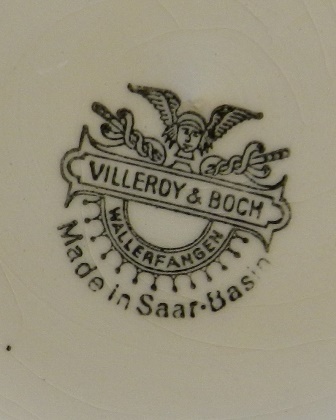 VILLEROY & BOCH
WALLERFANGEN
Made in Saar-Basin